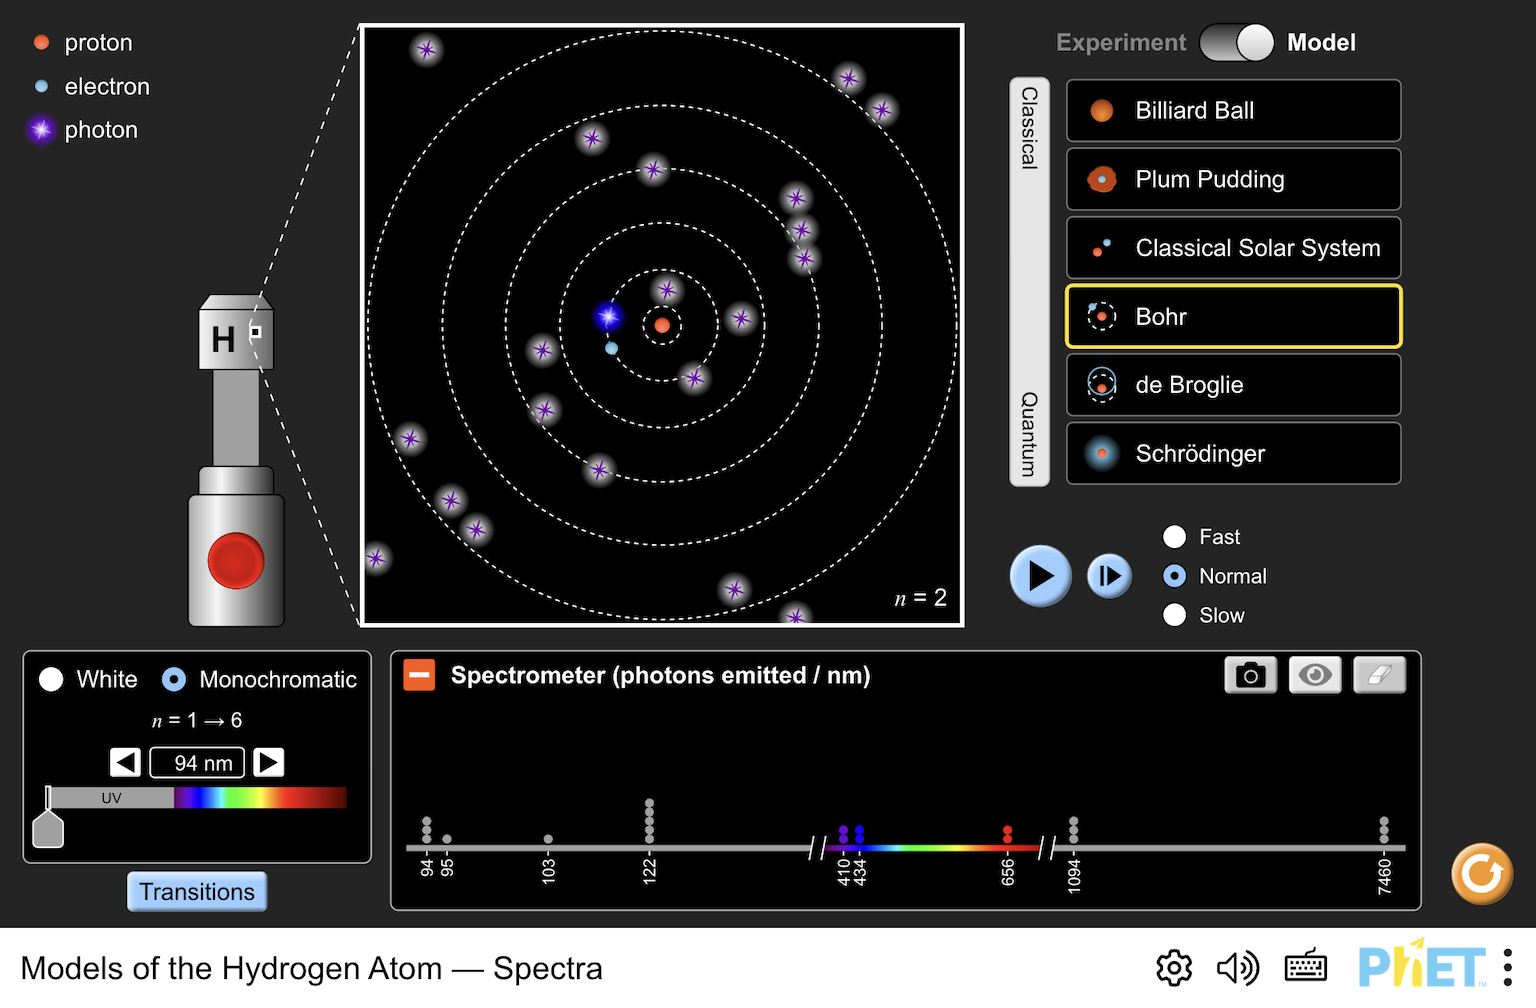 proton
electron
photon
H
n = 2
Experiment Model
Classical
Quantum
Billiard Ball
Plum Pudding
Classical Solar System
Bohr
de Broglie
Schrödinger
Fast
Normal
Slow
White Monochromatic
n = 1 → 6
94 nm
UV
Transitions
Spectrometer (photons emitted / nm)
94 95 103 122 410 434 656 1094 7460
Models of the Hydrogen Atom — Spectra
PhET™